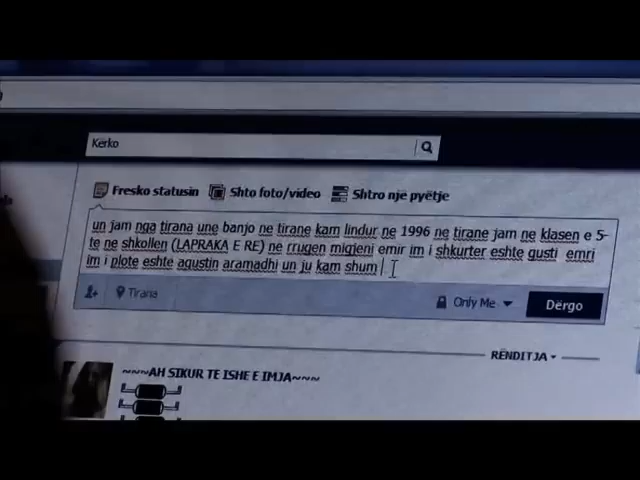 Kërko
Fresko statusin Shto foto/video Shtro një pyëtje
un jam nga tirana une banjo ne tirane kam lindur ne 1996 ne tirane jam ne klasen e 5-
te ne shkollen (LAPRAKA E RE) ne rrugen migjeni emir im i shkurter eshte gusti emri
im i plote eshte agustin aramadhi un ju kam shum
Tirana Only Me Dërgo
RËNDITJA
~~~AH SIKUR TE ISHE E IMJA~~~